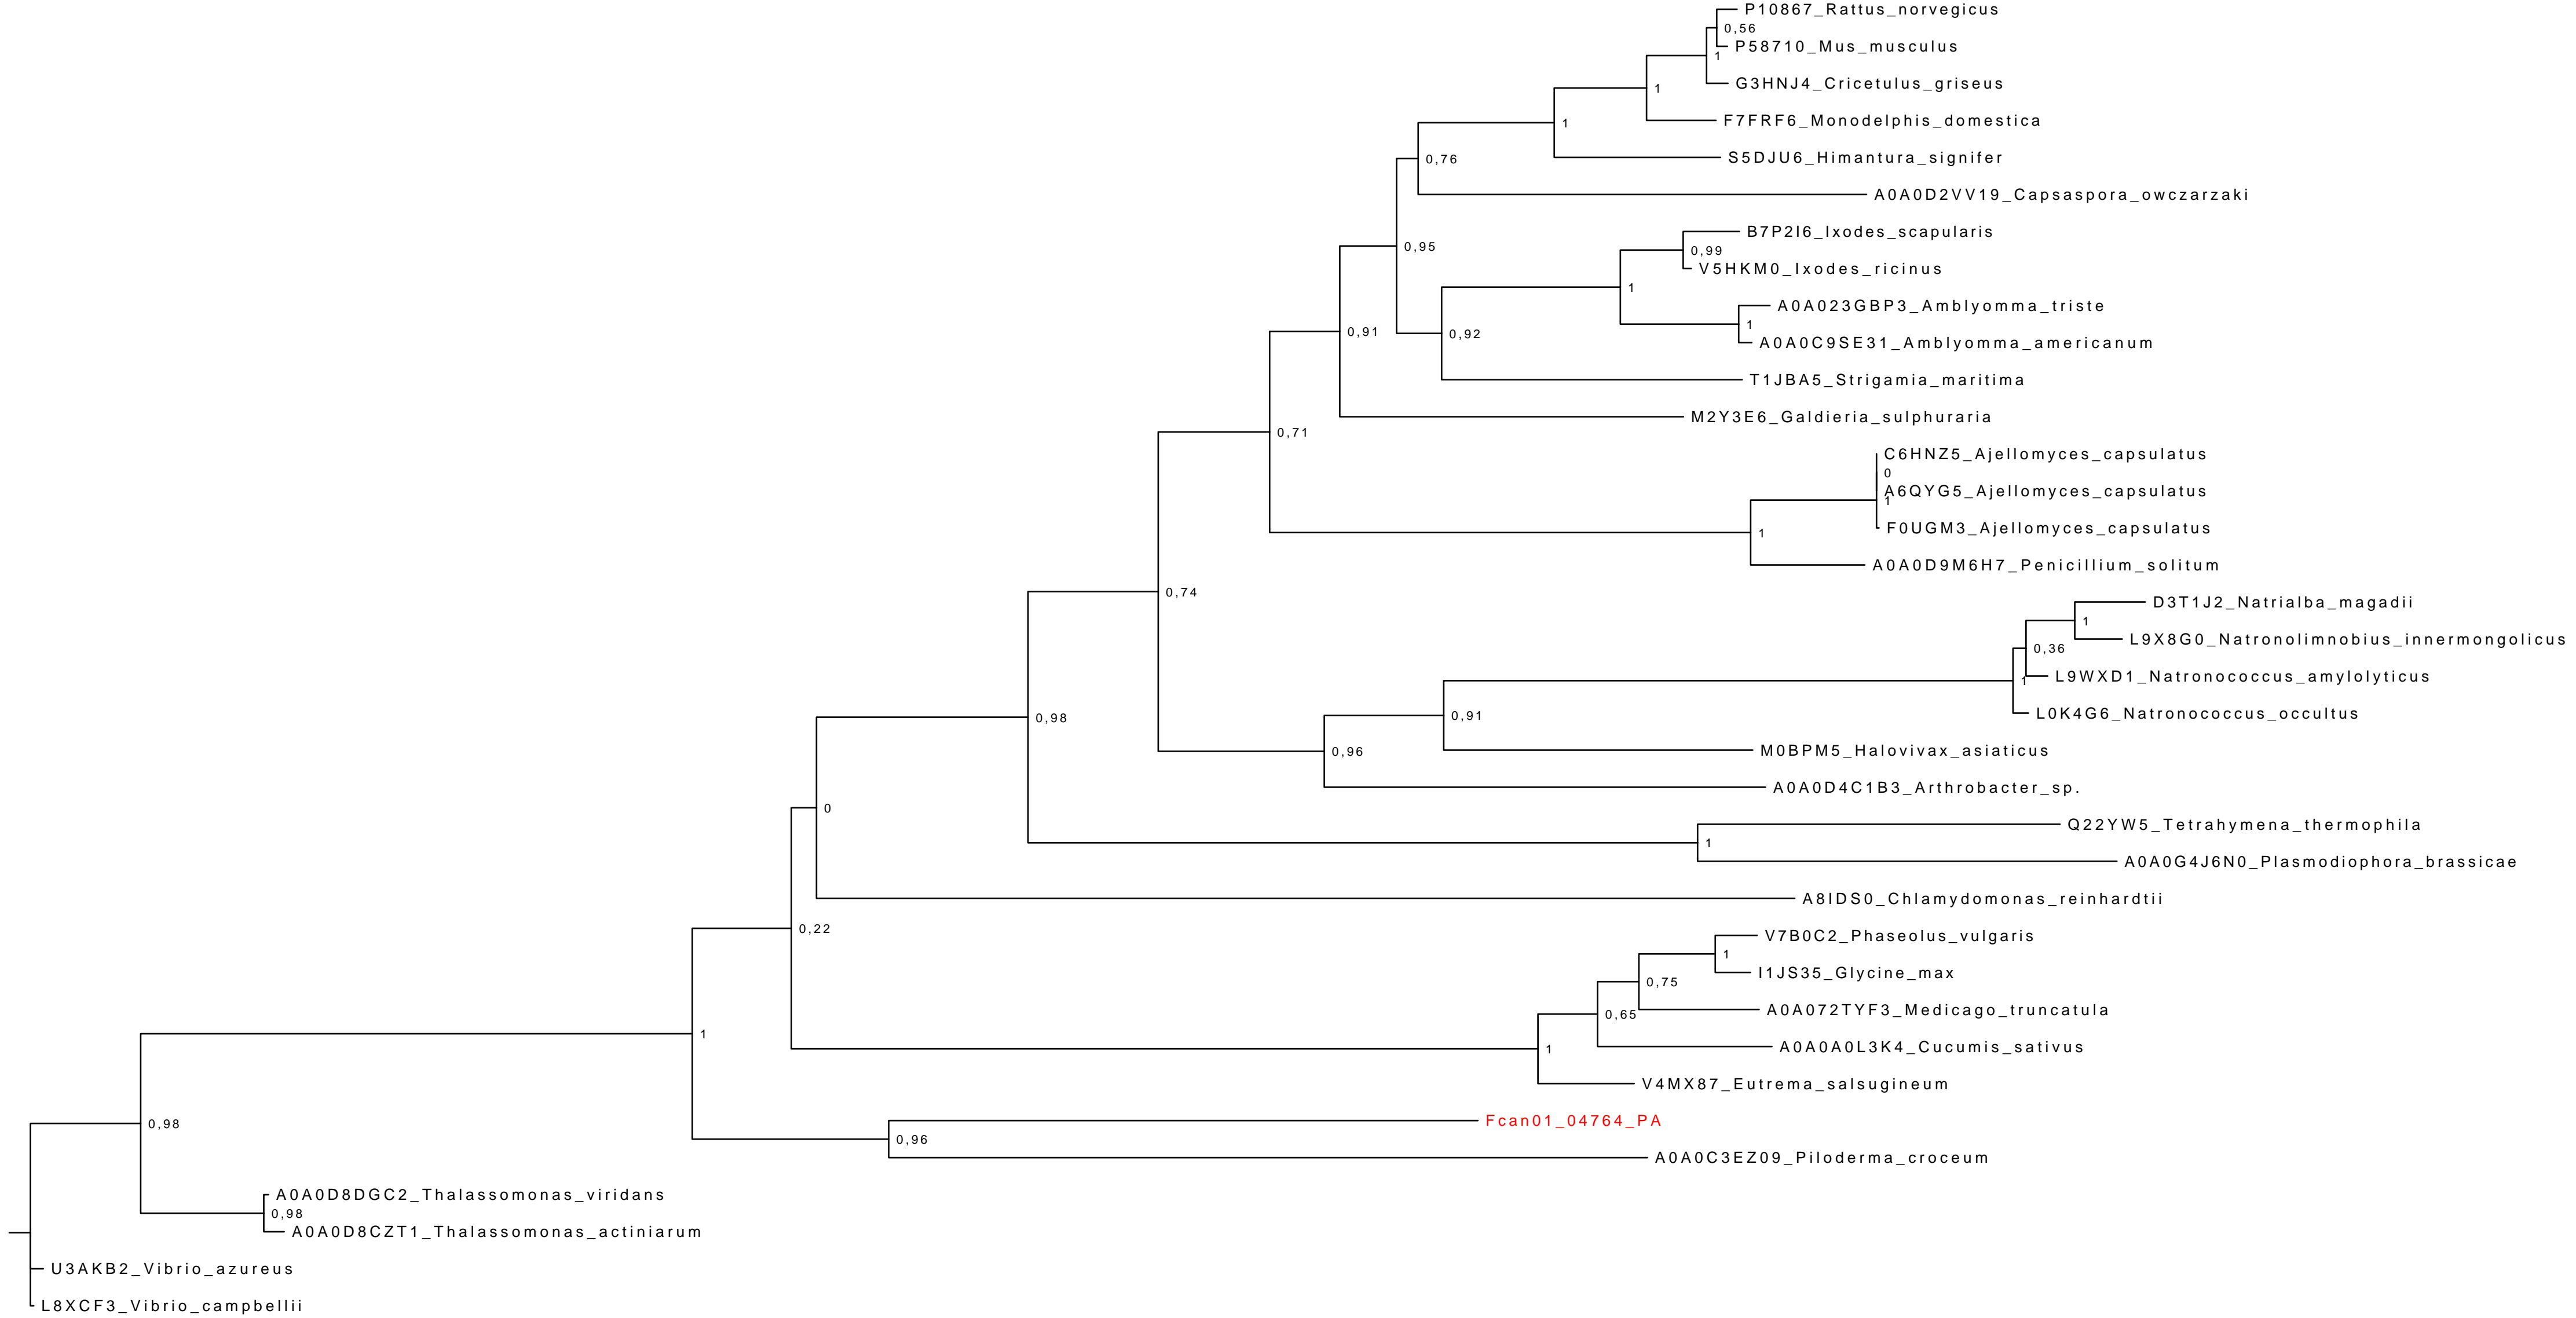 P10867_Rattus_norvegicus
0,56
P58710_Mus_musculus
1
G3HNJ4_Cricetulus_griseus
1
F7FRF6_Monodelphis_domestica
1
S5DJU6_Himantura_signifer
0,76
A0A0D2VV19_Capsaspora_owczarzaki
B7P2I6_Ixodes_scapularis
0,95
0,99
V5HKM0_Ixodes_ricinus
1
A0A023GBP3_Amblyomma_triste
1
0,91
0,92
A0A0C9SE31_Amblyomma_americanum
T1JBA5_Strigamia_maritima
M2Y3E6_Galdieria_sulphuraria
0,71
C6HNZ5_Ajellomyces_capsulatus
0
A6QYG5_Ajellomyces_capsulatus
1
F0UGM3_Ajellomyces_capsulatus
1
A0A0D9M6H7_Penicillium_solitum
0,74
D3T1J2_Natrialba_magadii
1
L9X8G0_Natronolimnobius_innermongolicus
0,36
L9WXD1_Natronococcus_amylolyticus
1
L0K4G6_Natronococcus_occultus
0,98
0,91
M0BPM5_Halovivax_asiaticus
0,96
A0A0D4C1B3_Arthrobacter_sp.
0
Q22YW5_Tetrahymena_thermophila
1
A0A0G4J6N0_Plasmodiophora_brassicae
A8IDS0_Chlamydomonas_reinhardtii
0,22
V7B0C2_Phaseolus_vulgaris
1
I1JS35_Glycine_max
0,75
A0A072TYF3_Medicago_truncatula
0,65
1
A0A0A0L3K4_Cucumis_sativus
1
V4MX87_Eutrema_salsugineum
0,98
Fcan01_04764_PA
0,96
A0A0C3EZ09_Piloderma_croceum
A0A0D8DGC2_Thalassomonas_viridans
0,98
A0A0D8CZT1_Thalassomonas_actiniarum
U3AKB2_Vibrio_azureus
L8XCF3_Vibrio_campbellii